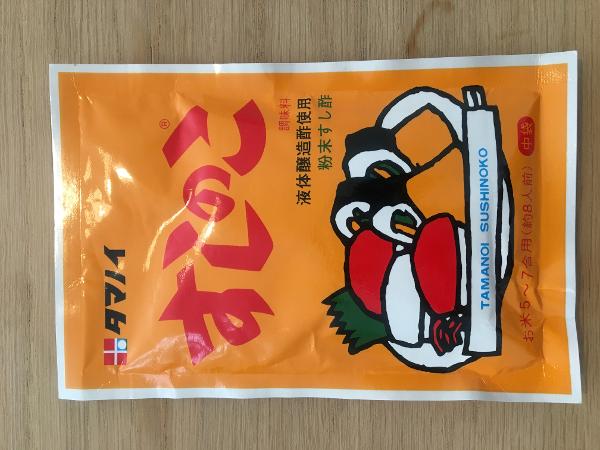 タマノイ
すしのこ
®
調味料
液体醸造酢使用
粉末すし酢
TAMANOI SUSHINOKO
中袋
お米5〜7合用(約8人前)